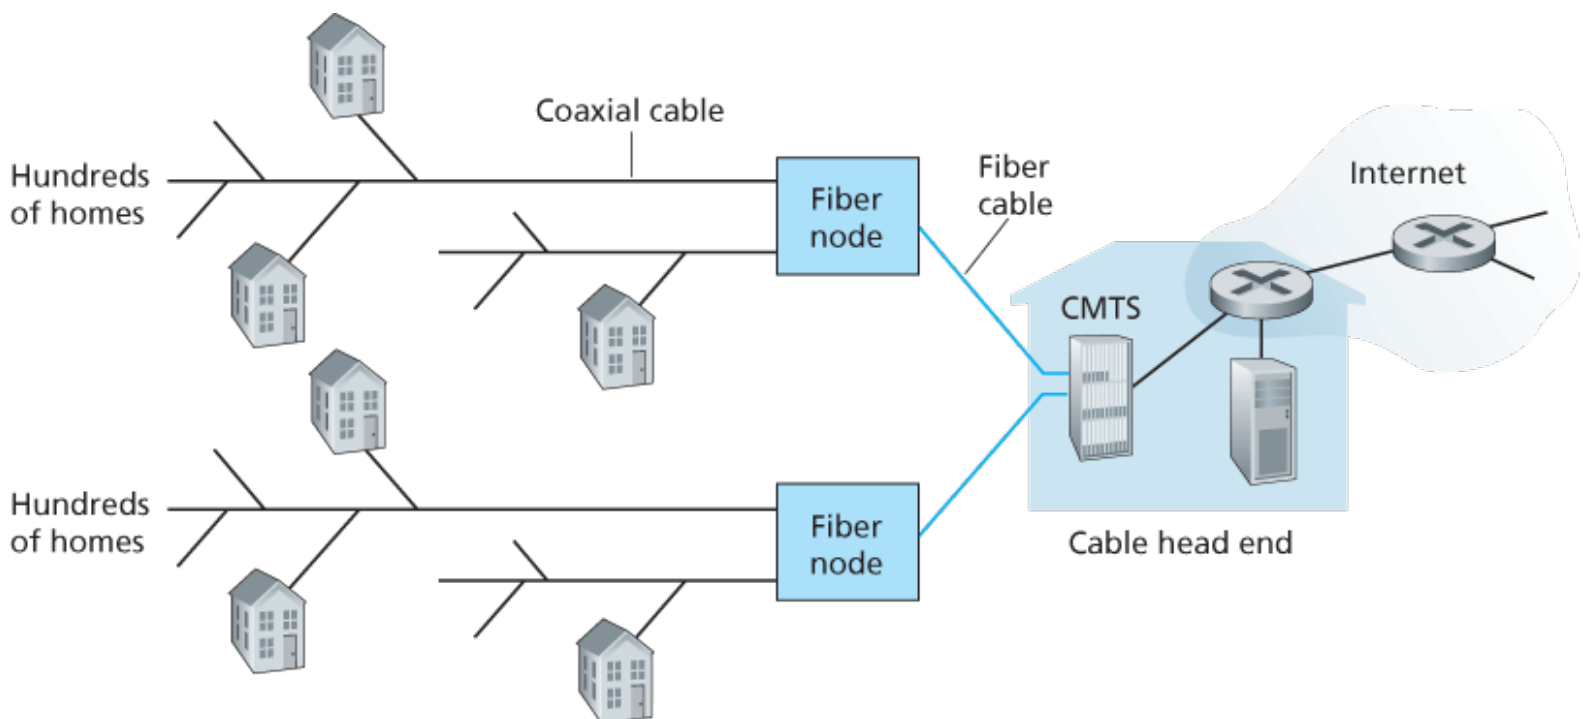 Coaxial cable
Hundreds
of homes
Fiber
node
Fiber
cable
Internet
CMTS
Hundreds
of homes
Fiber
node
Cable head end